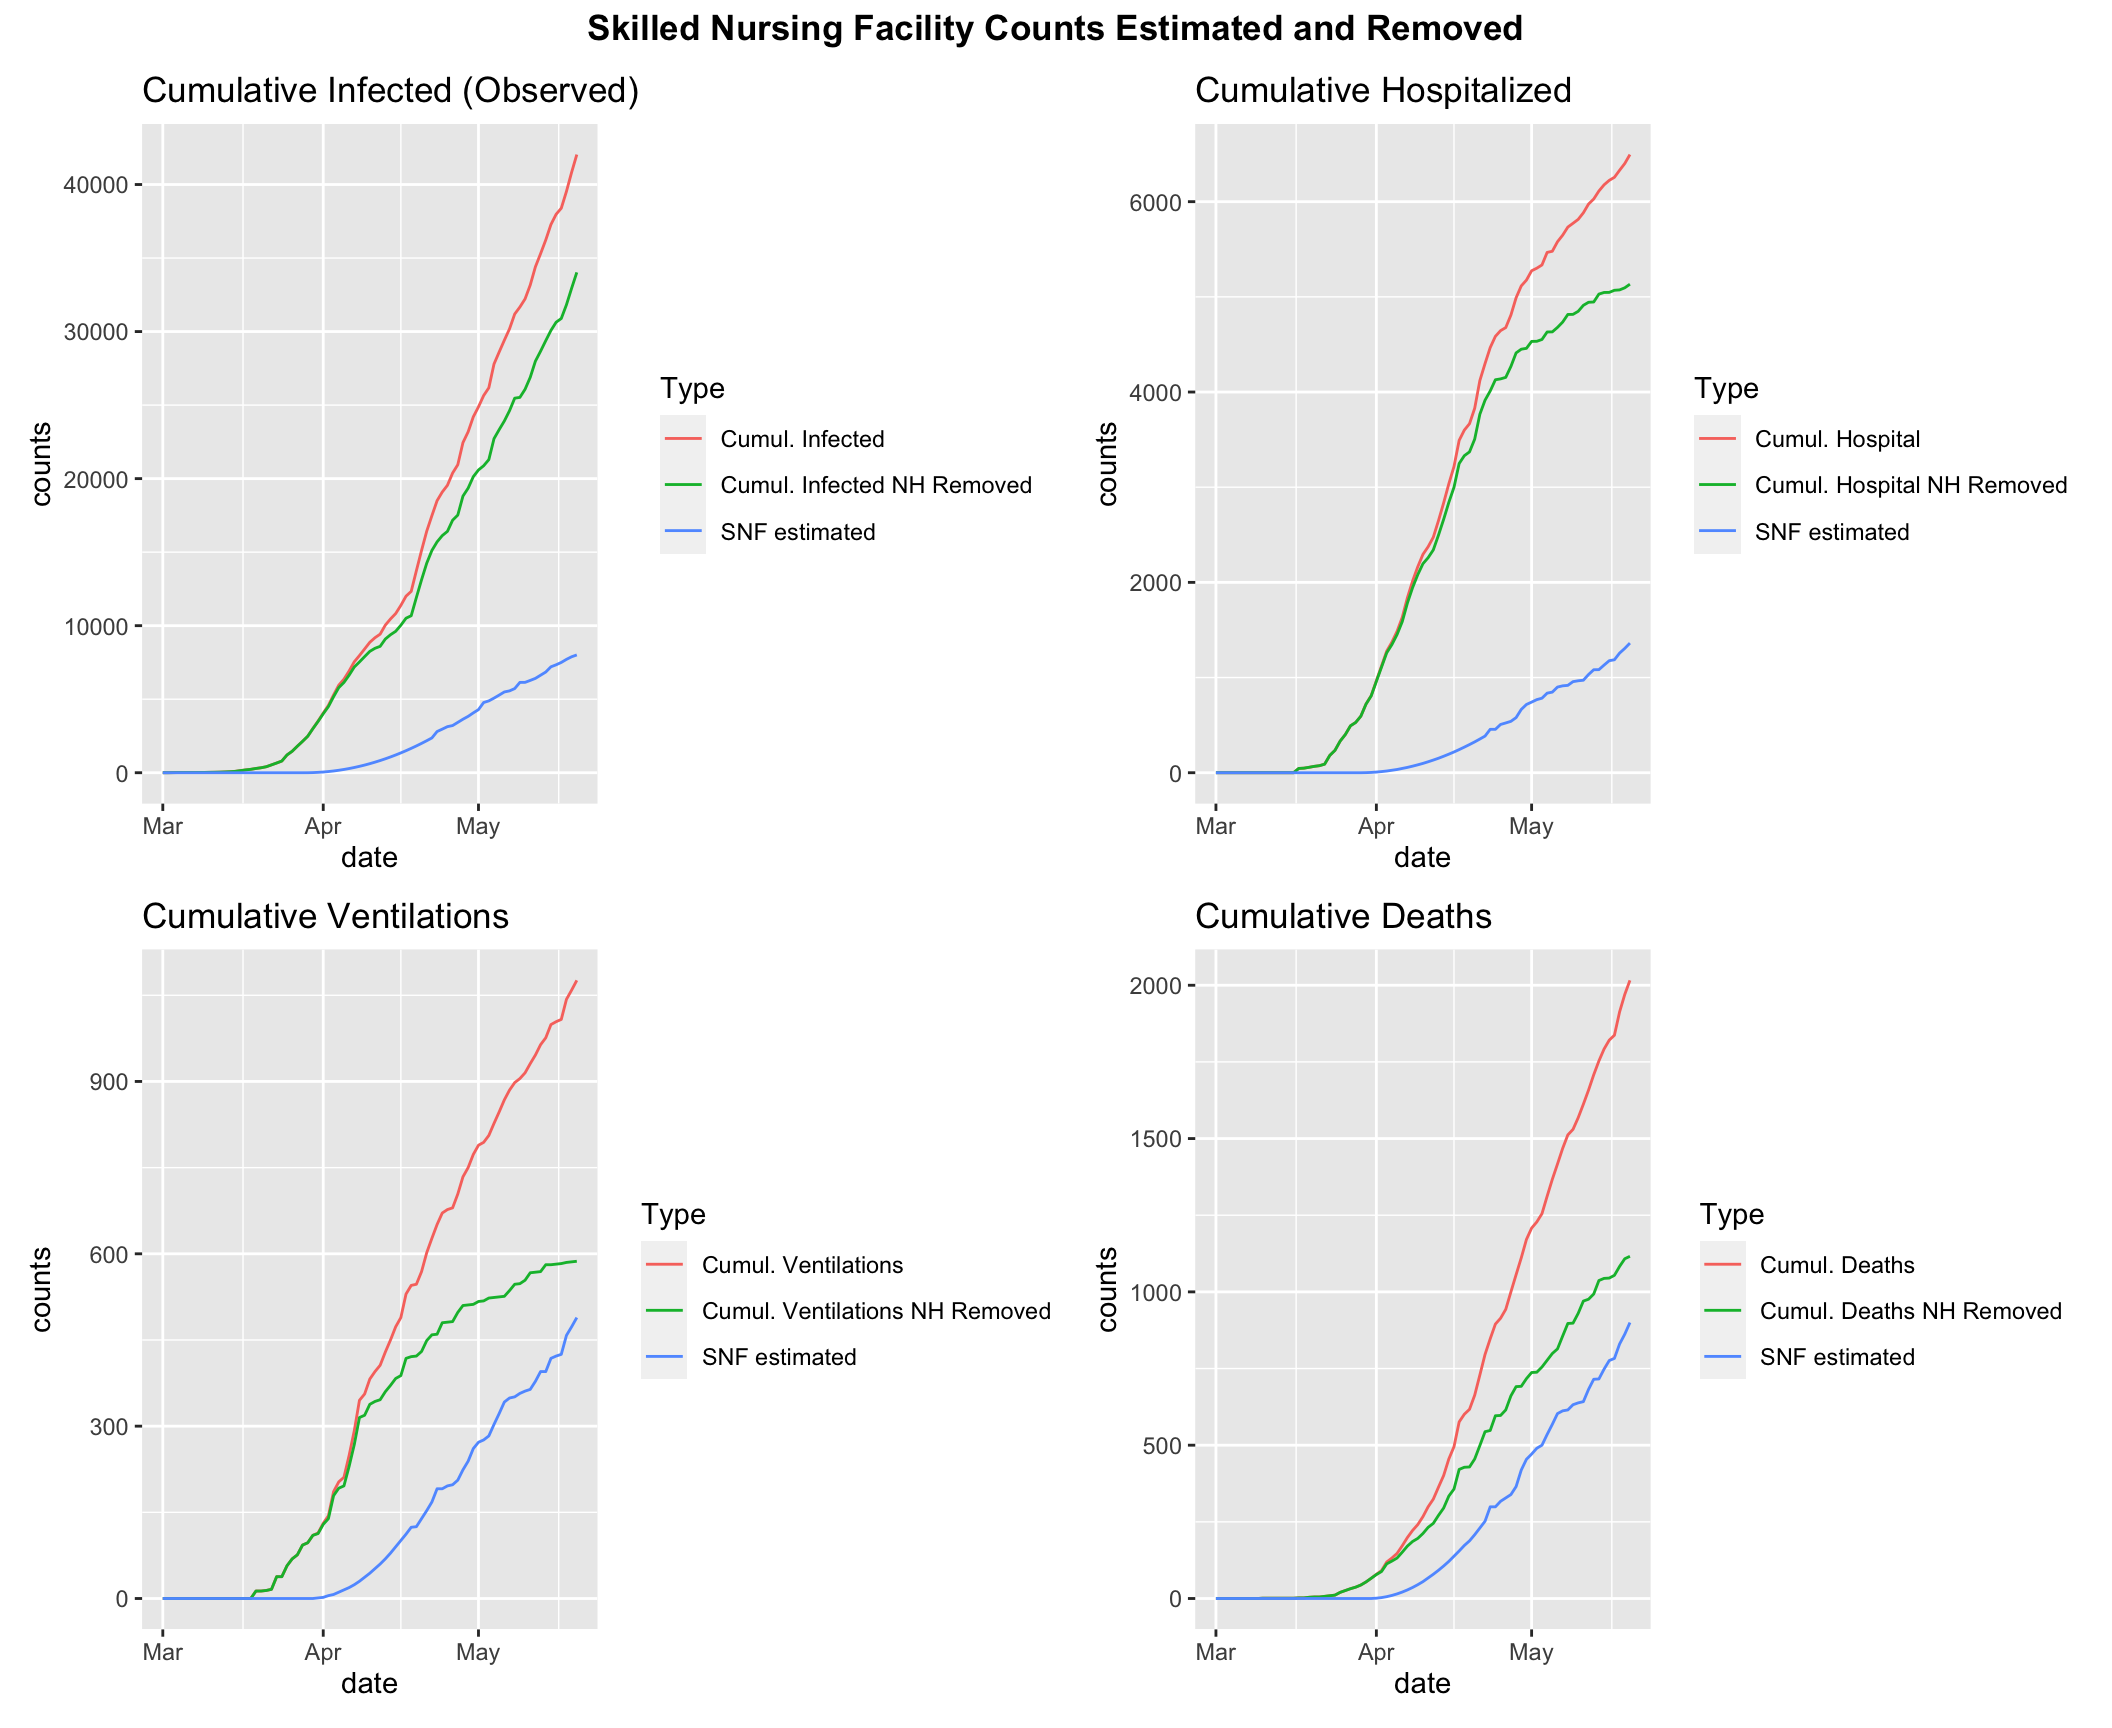 Skilled Nursing Facility Counts Estimated and Removed
Cumulative Infected (Observed)
counts
40000
30000
20000
10000
0
Mar
Apr
May
date
Type
Cumul. Infected
Cumul. Infected NH Removed
SNF estimated
Cumulative Hospitalized
counts
6000
4000
2000
0
Mar
Apr
May
date
Type
Cumul. Hospital
Cumul. Hospital NH Removed
SNF estimated
Cumulative Ventilations
counts
900
600
300
0
Mar
Apr
May
date
Type
Cumul. Ventilations
Cumul. Ventilations NH Removed
SNF estimated
Cumulative Deaths
counts
2000
1500
1000
500
0
Mar
Apr
May
date
Type
Cumul. Deaths
Cumul. Deaths NH Removed
SNF estimated